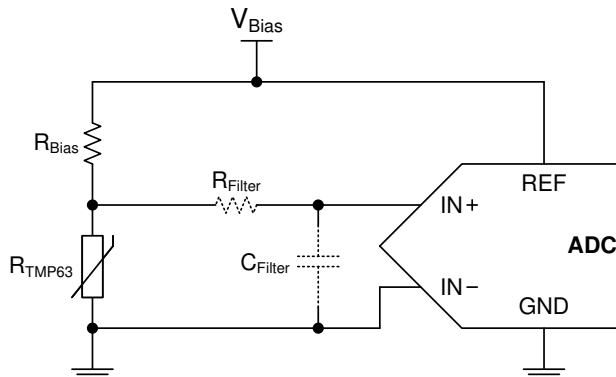 VBias
RBias
RFilter
IN+
REF
RTMP63
CFilter
ADC
IN−
GND